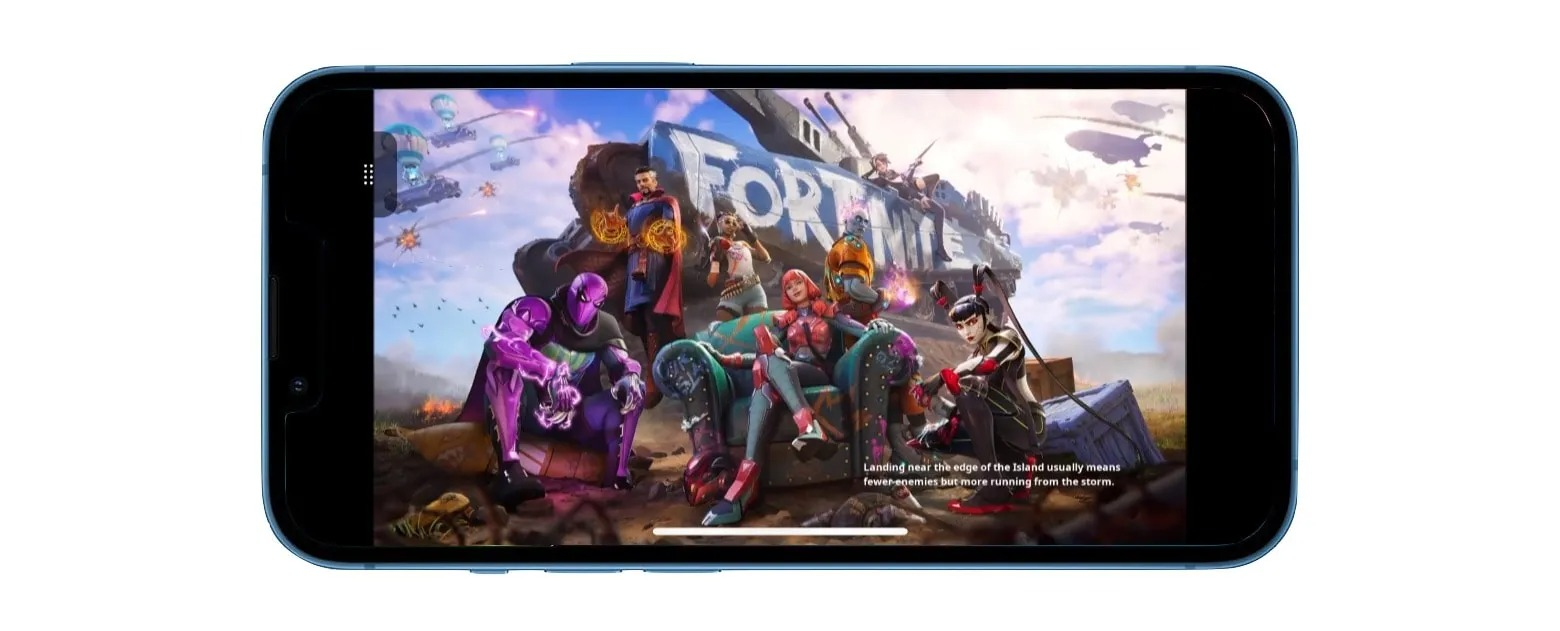 FORTNITE
Landing near the edge of the Island usually means
fewer enemies but more running from the storm.